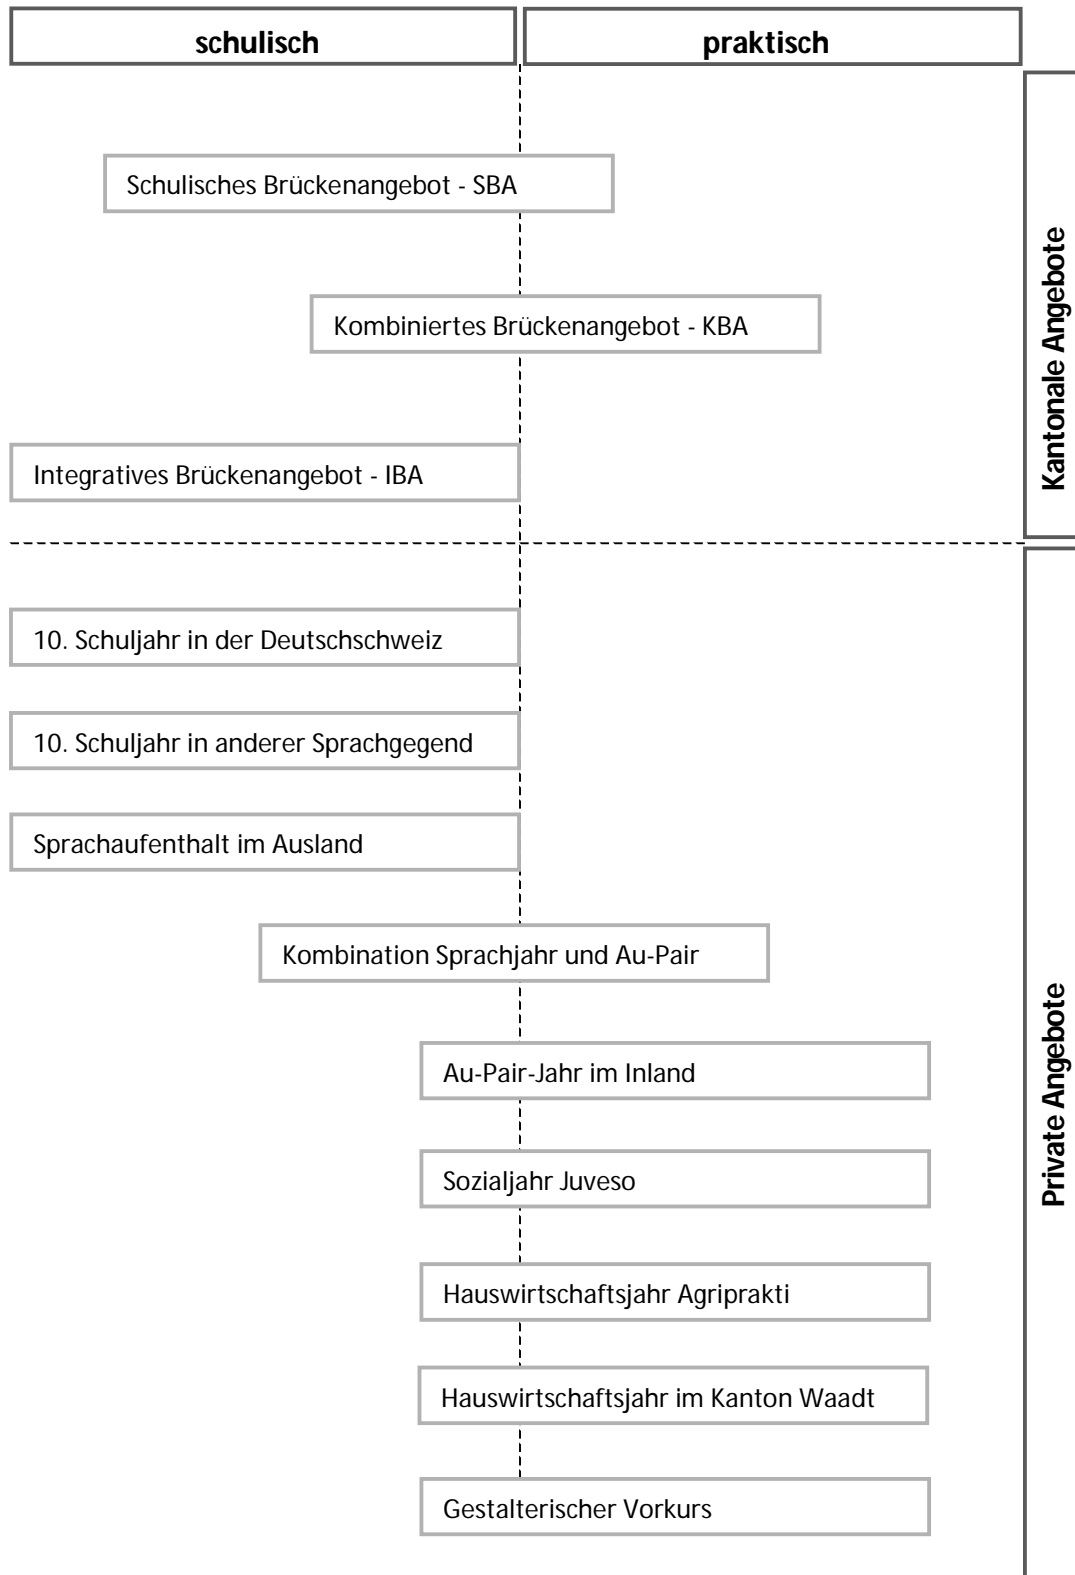 schulisch
praktisch
Schulisches Brückenangebot - SBA
Kombiniertes Brückenangebot - KBA
Integratives Brückenangebot - IBA
Kantonale Angebote
10. Schuljahr in der Deutschschweiz
10. Schuljahr in anderer Sprachgegend
Sprachaufenthalt im Ausland
Kombination Sprachjahr und Au-Pair
Au-Pair-Jahr im Inland
Sozialjahr Juveso
Hauswirtschaftsjahr Agriprakti
Hauswirtschaftsjahr im Kanton Waadt
Gestalterischer Vorkurs
Private Angebote